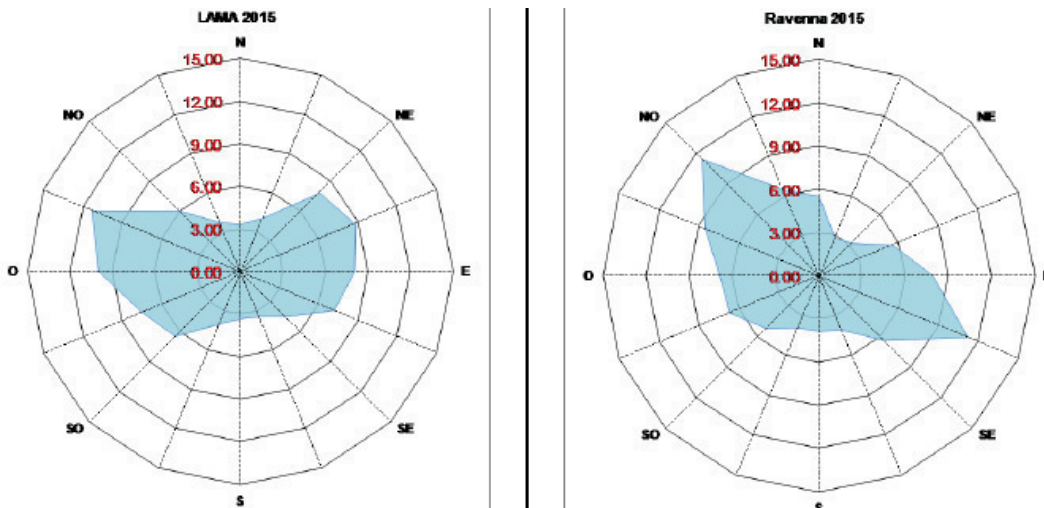 LAMA 2015
N
15.00
12.00
9.00
6.00
3.00
0.00
NO
NE
O
E
SO
SE
S
Ravenna 2015
N
15.00
12.00
9.00
6.00
3.00
0.00
NO
NE
O
SO
SE